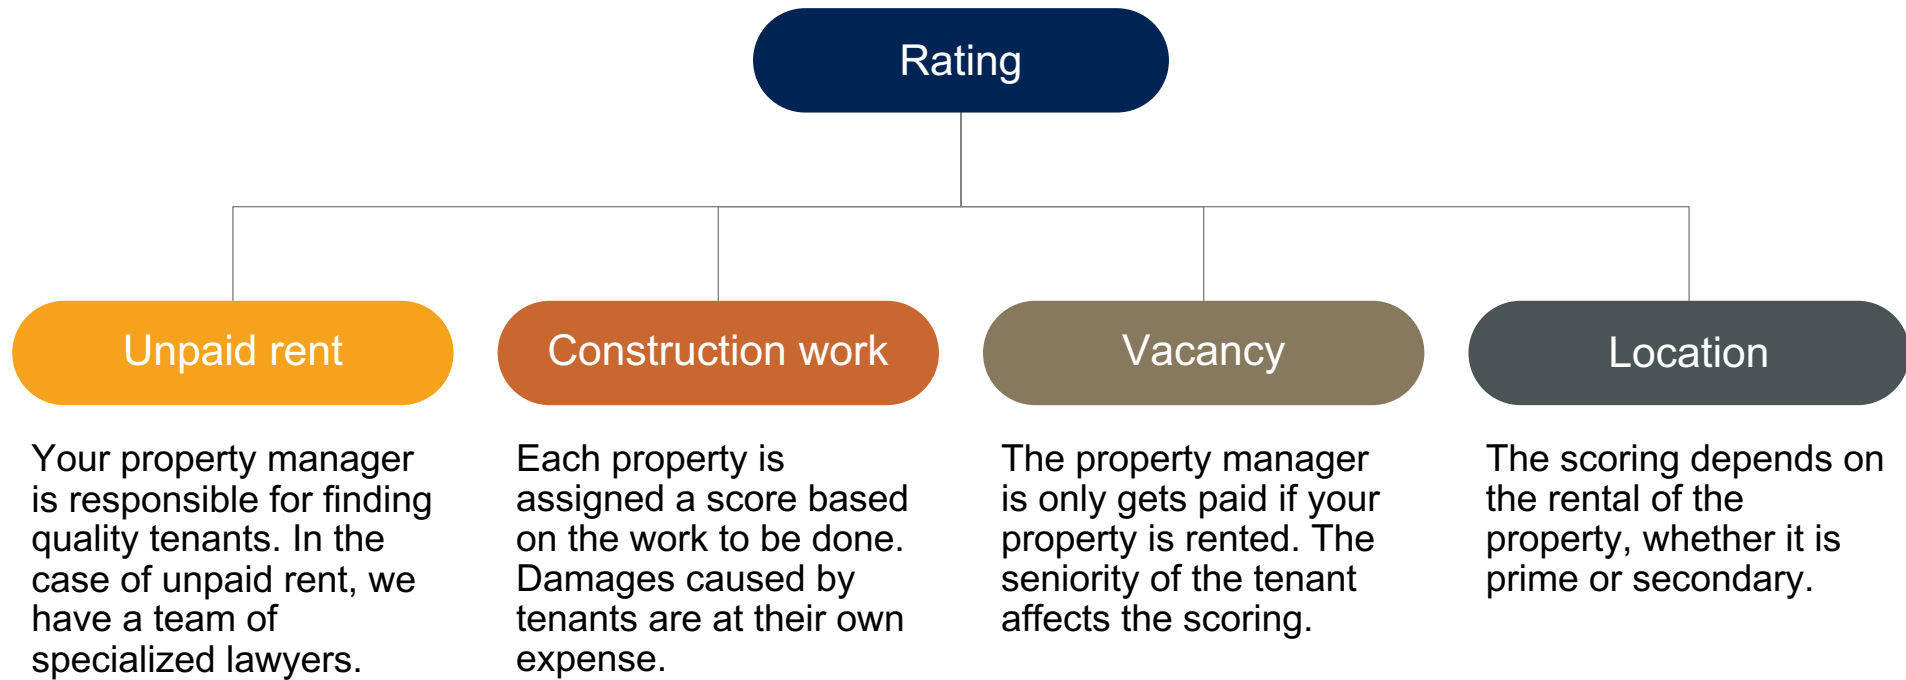 Rating
Unpaid rent
Your property manager
is responsible for finding
quality tenants. In the
case of unpaid rent, we
have a team of
specialized lawyers.
Construction work
Each property is
assigned a score based
on the work to be done.
Damages caused by
tenants are at their own
expense.
Vacancy
The property manager
is only gets paid if your
property is rented. The
seniority of the tenant
affects the scoring.
Location
The scoring depends on
the rental of the
property, whether it is
prime or secondary.